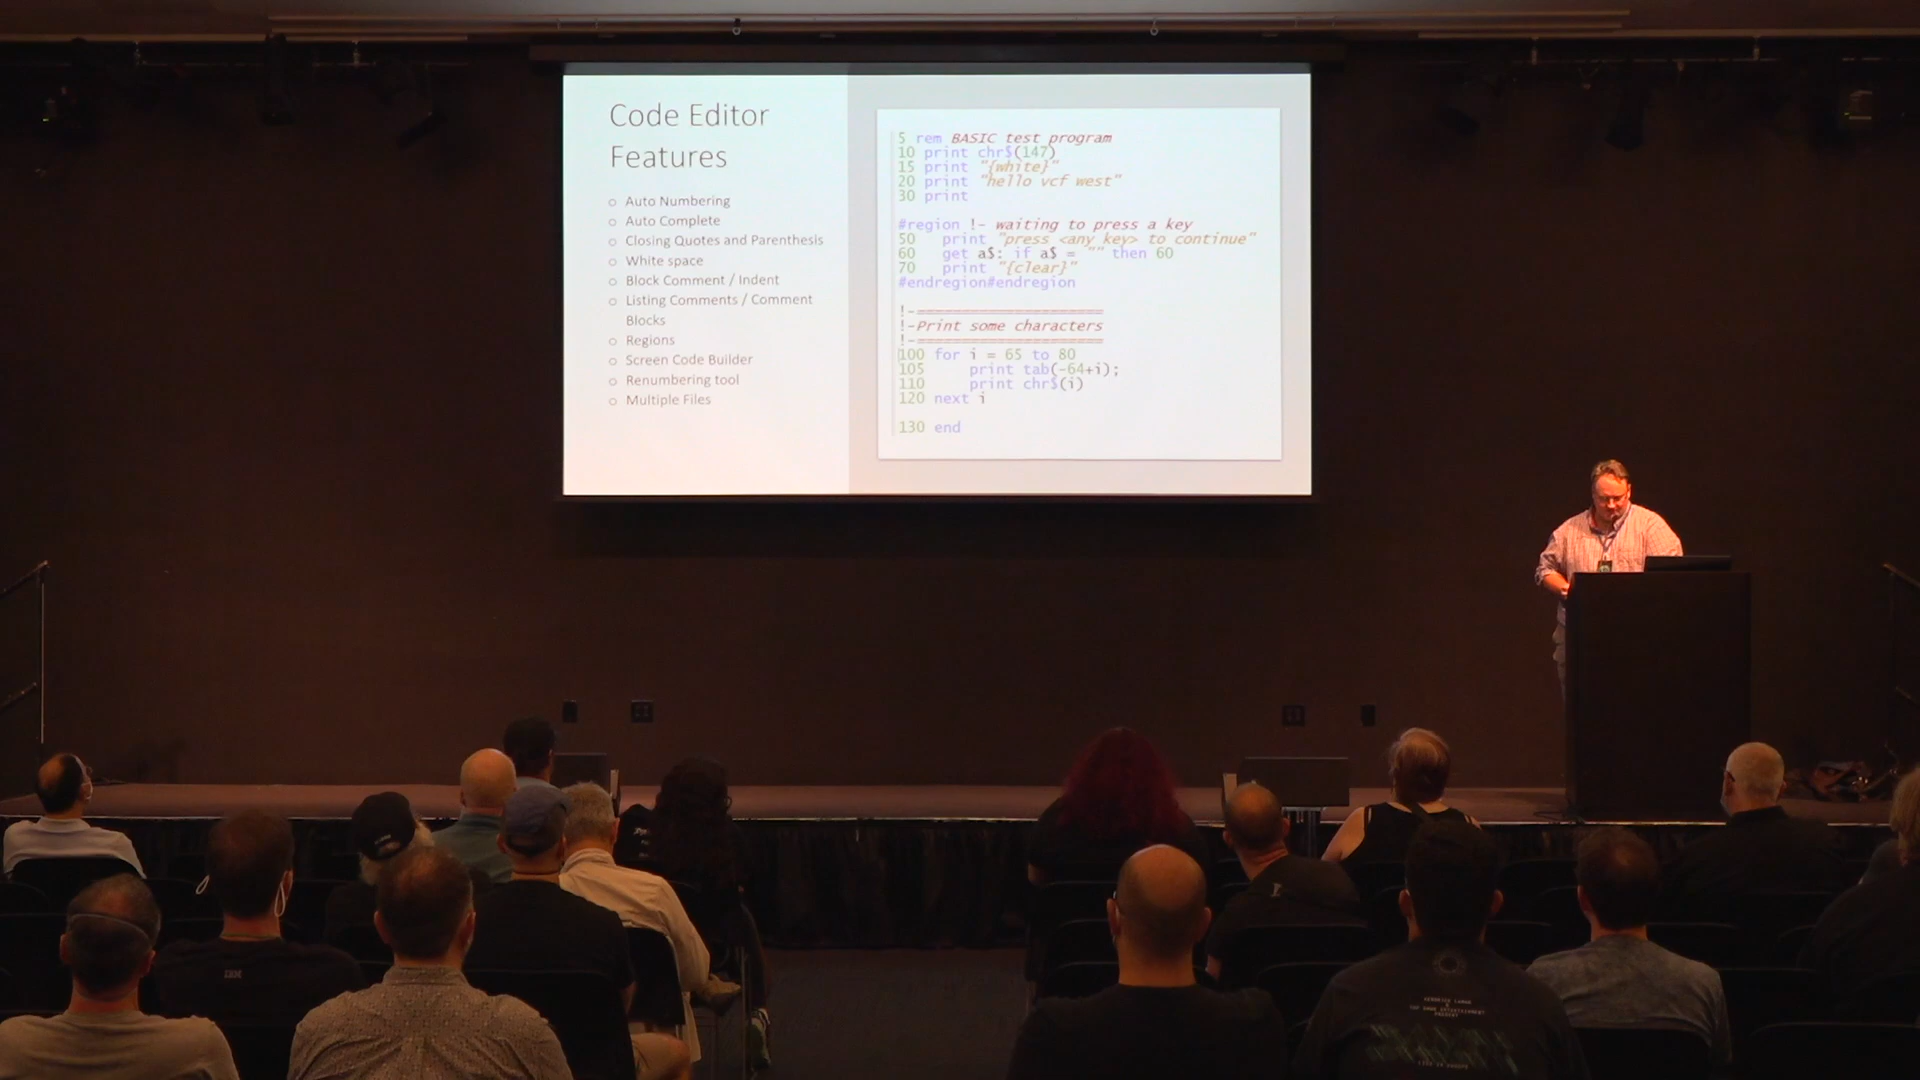 Code Editor
Features
Auto Numbering
Auto Complete
Closing Quotes and Parenthesis
White space
Block Comment / Indent
Listing Comments / Comment
Blocks
Regions
Screen Code Builder
Renumbering tool
Multiple Files
5 rem BASIC test program
10 print chr$(147)
15 print "{white}"
20 print "hello vcf west"
30 print
#region !- waiting to press a key
50 print "press <any key> to continue"
60 get a$: if a$ = "" then 60
70 print "{clear}"
#endregion#endregion
!-=====================
!-Print some characters
!-=====================
100 for i = 65 to 80
105 print tab(-64+i);
110 print chr$(i)
120 next i
130 end
IBM